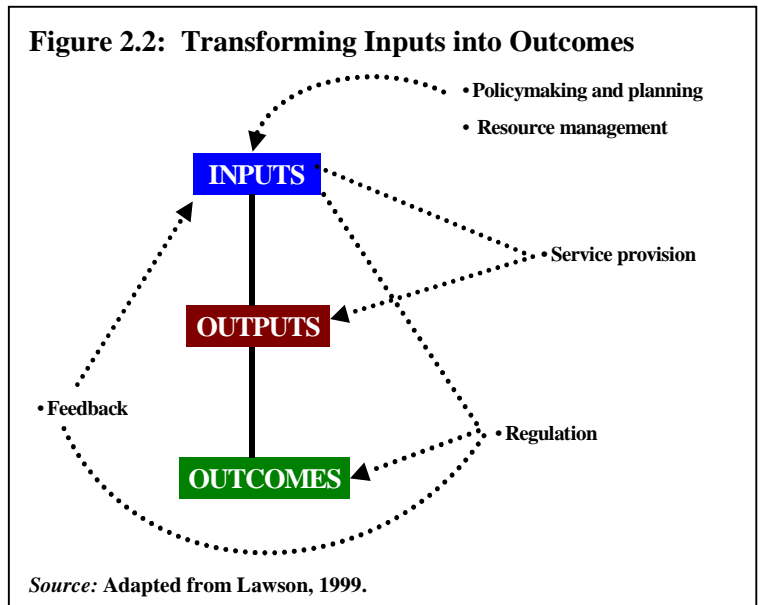 Figure 2.2:  Transforming Inputs into Outcomes
• Policymaking and planning
• Resource management
INPUTS
• Service provision
OUTPUTS
• Feedback
• Regulation
OUTCOMES
Source: Adapted from Lawson, 1999.